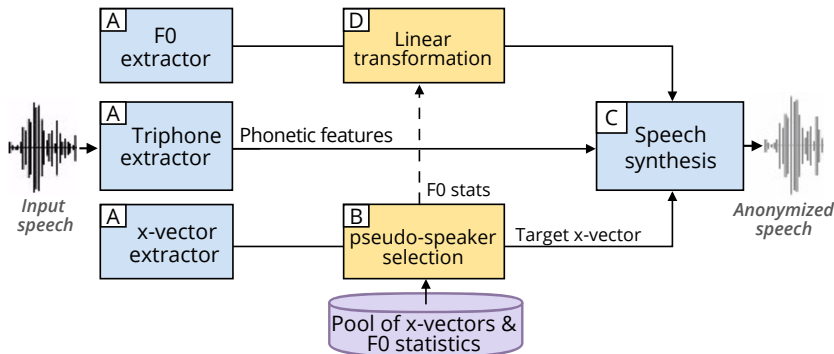 A
F0
extractor
D
Linear
transformation
A
Triphone
extractor
Phonetic features
C
Speech
synthesis
Input
speech
F0 stats
Anonymized
speech
A
x-vector
extractor
B
pseudo-speaker
selection
Target x-vector
Pool of x-vectors &
F0 statistics